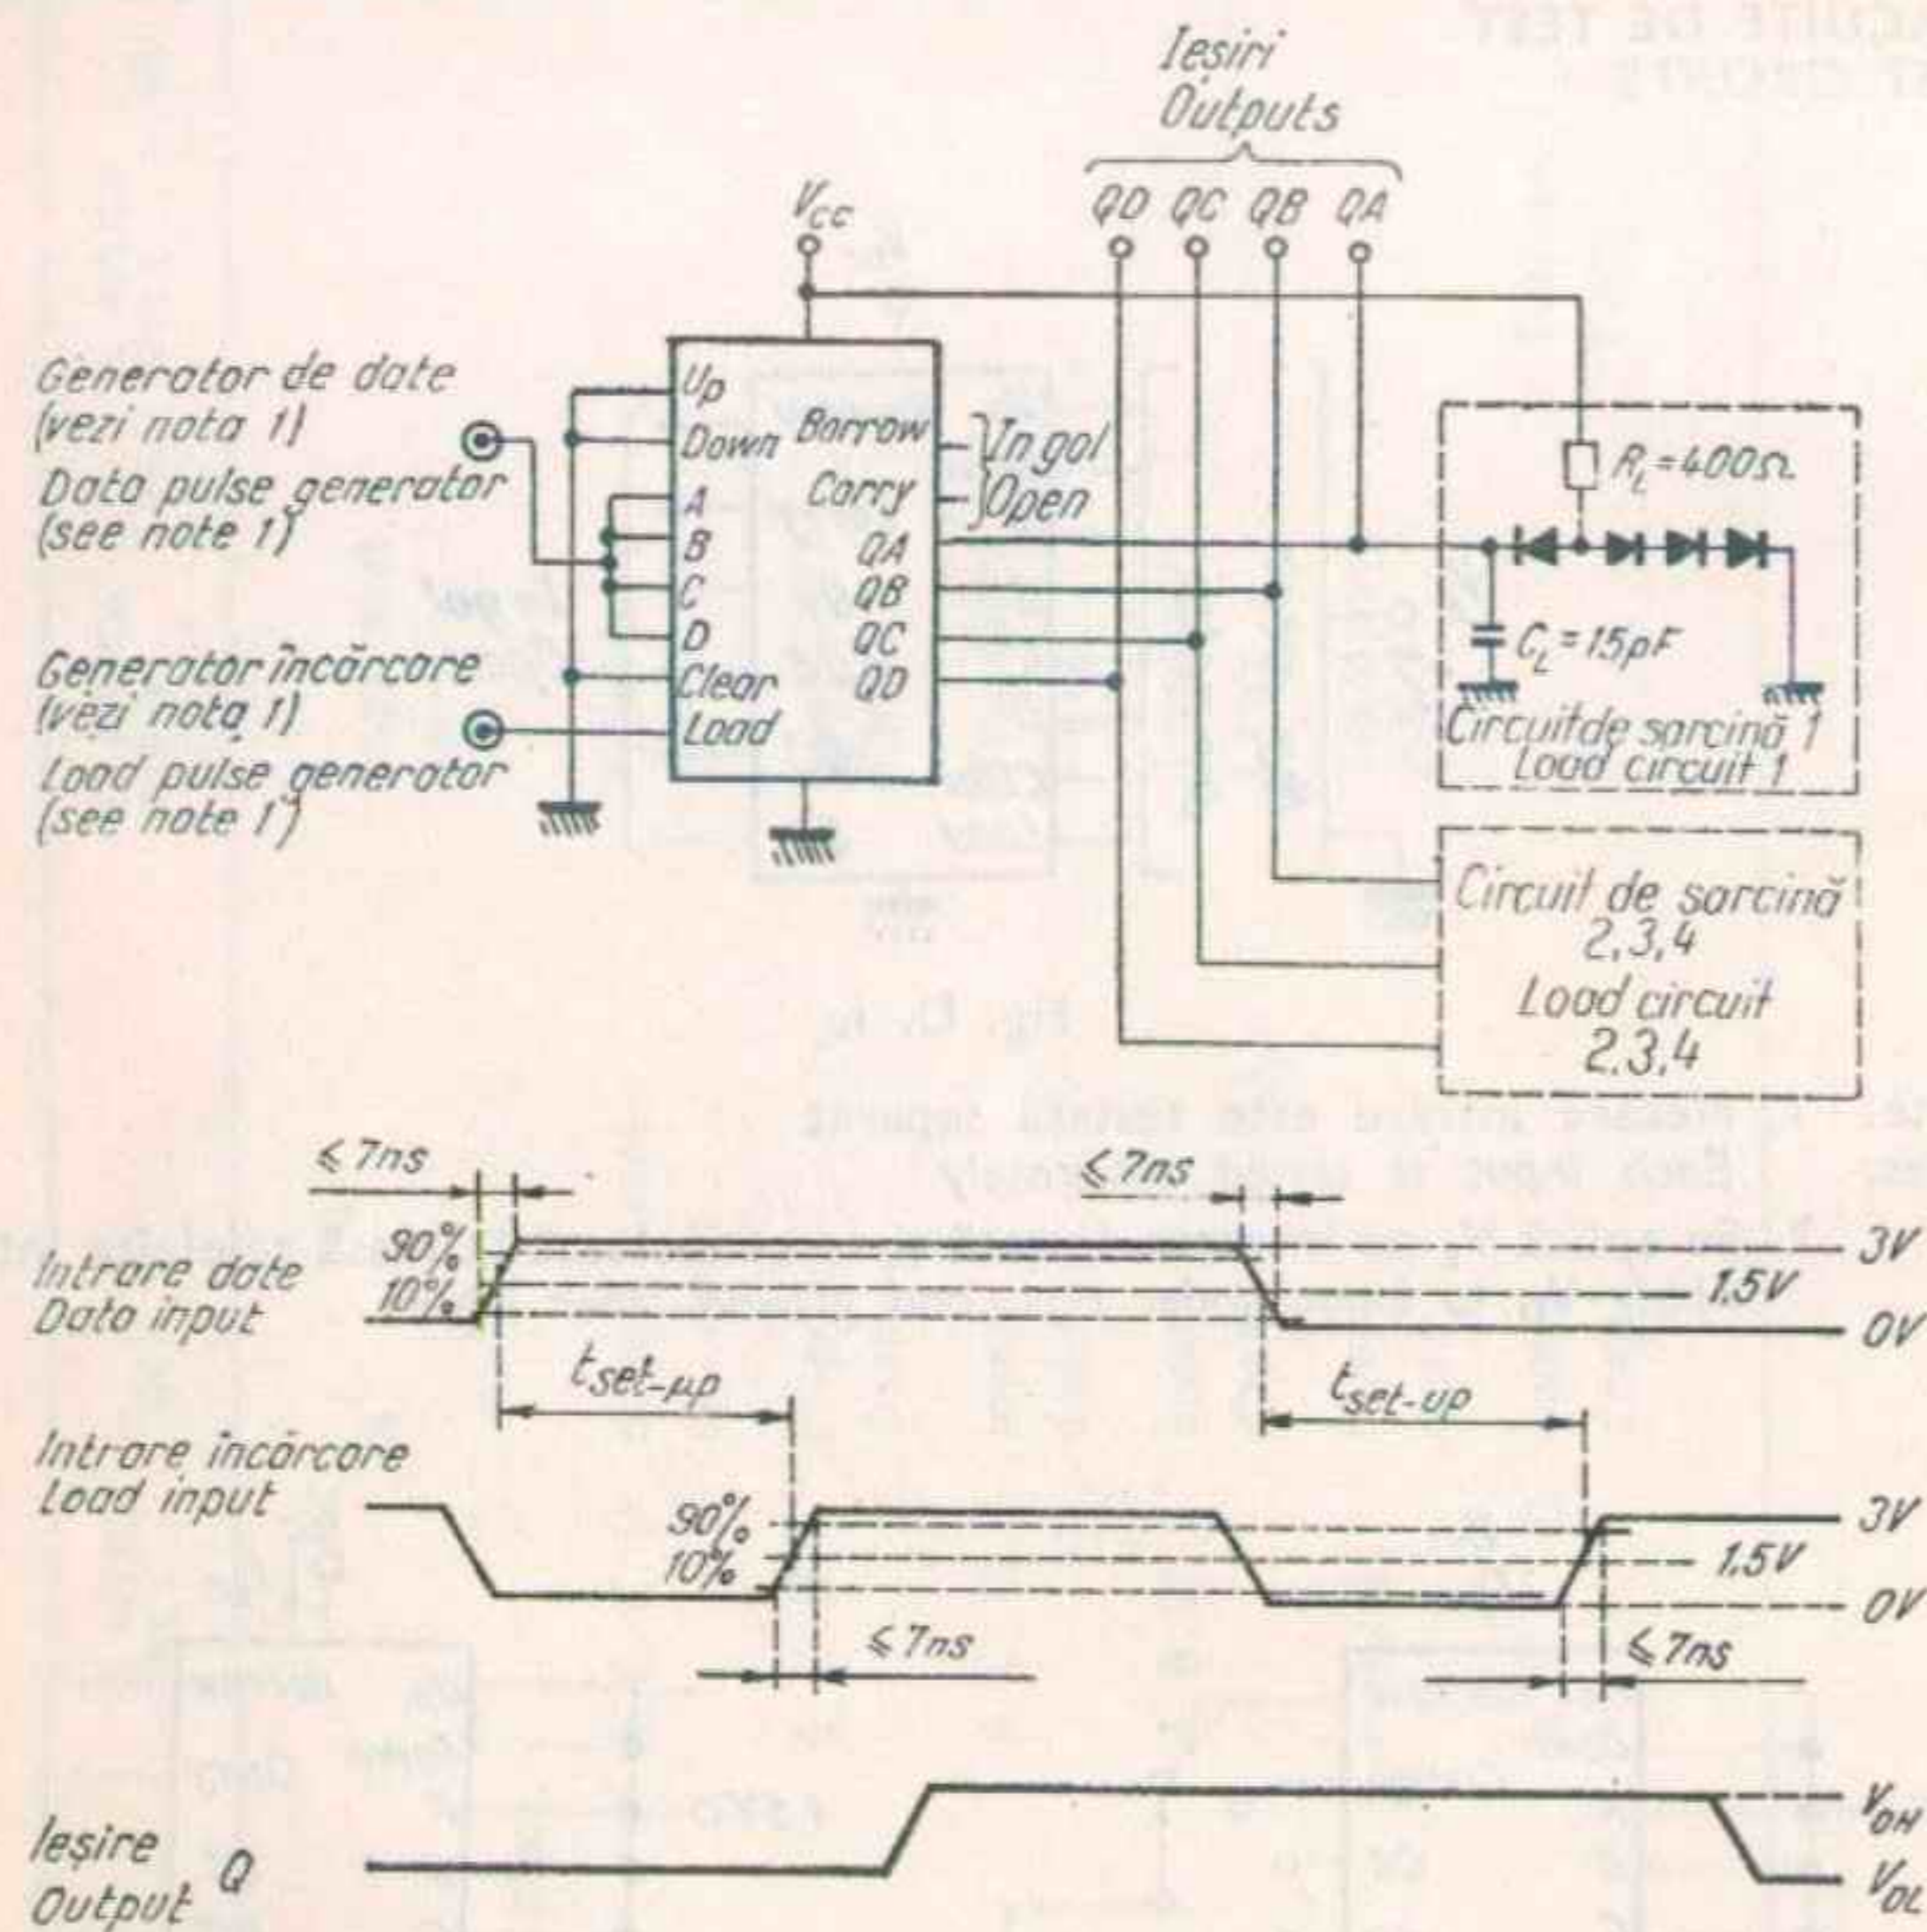 Ieșiri
Outputs
QD QC QB QA
Vcc
Generator de date
(vezi nota 1)
Data pulse generator
(see note 1)
Generator încărcare
(vezi nota 1)
Load pulse generator
(see note 1)
Up
Down
A
B
C
D
Clear
Load
Borrow
Carry
QA
QB
QC
QD
In gol
Open
RL=400Ω
CL=15pF
Circuit de sarcină 1
Load circuit 1
Circuit de sarcină
2,3,4
Load circuit
2,3,4
≤7ns
≤7ns
Intrare date
Data input
90%
10%
3V
1.5V
0V
tset-μp
tset-up
Intrare încărcare
Load input
90%
10%
3V
1.5V
0V
≤7ns
≤7ns
Ieșire
Output
Q
VOH
VOL